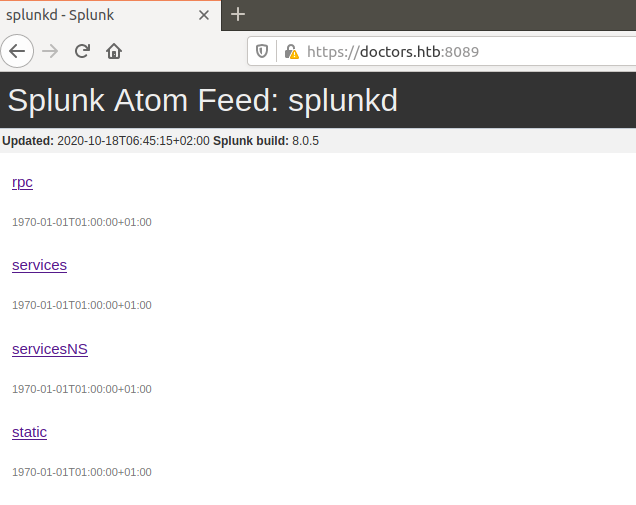 splunkd - Splunk
https://doctors.htb:8089
Splunk Atom Feed: splunkd
Updated: 2020-10-18T06:45:15+02:00 Splunk build: 8.0.5
rpc
1970-01-01T01:00:00+01:00
services
1970-01-01T01:00:00+01:00
servicesNS
1970-01-01T01:00:00+01:00
static
1970-01-01T01:00:00+01:00